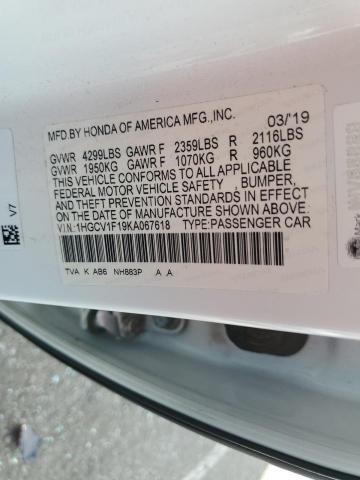 MFD.BY HONDA OF AMERICA MFG.,INC. 03/'19
GVWR 4299LBS GAWR F 2359LBS R 2116LBS
GVWR 1950KG GAWR F 1070KG R 960KG
THIS VEHICLE CONFORMS TO ALL APPLICABLE
FEDERAL MOTOR VEHICLE SAFETY , BUMPER,
AND THEFT PREVENTION STANDARDS IN EFFECT
ON THE DATE OF MANUFACTURE SHOWN ABOVE.
V.I.N.:1HGCV1F19KA067618 TYPE:PASSENGER CAR
TVA K AB6 NH883P A A
V7